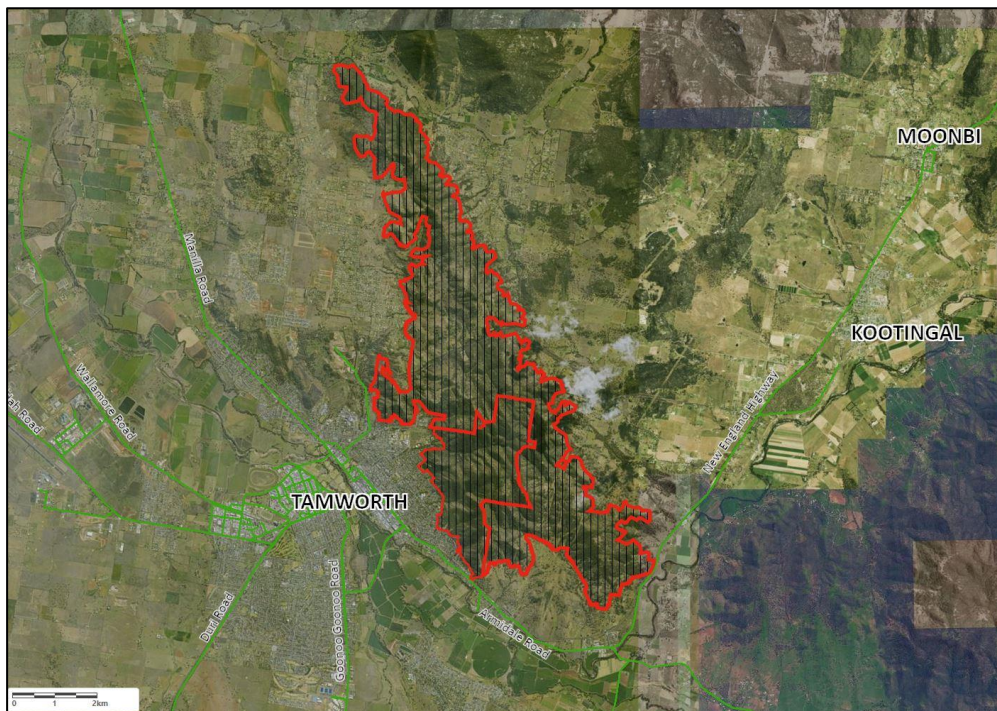 MOONBI
Manilla Road
KOOTINGAL
Wallamore Road
New England Highway
TAMWORTH
Armidale Road
Goonoo Goonoo Road
Duri Road
Road
0 1 2km